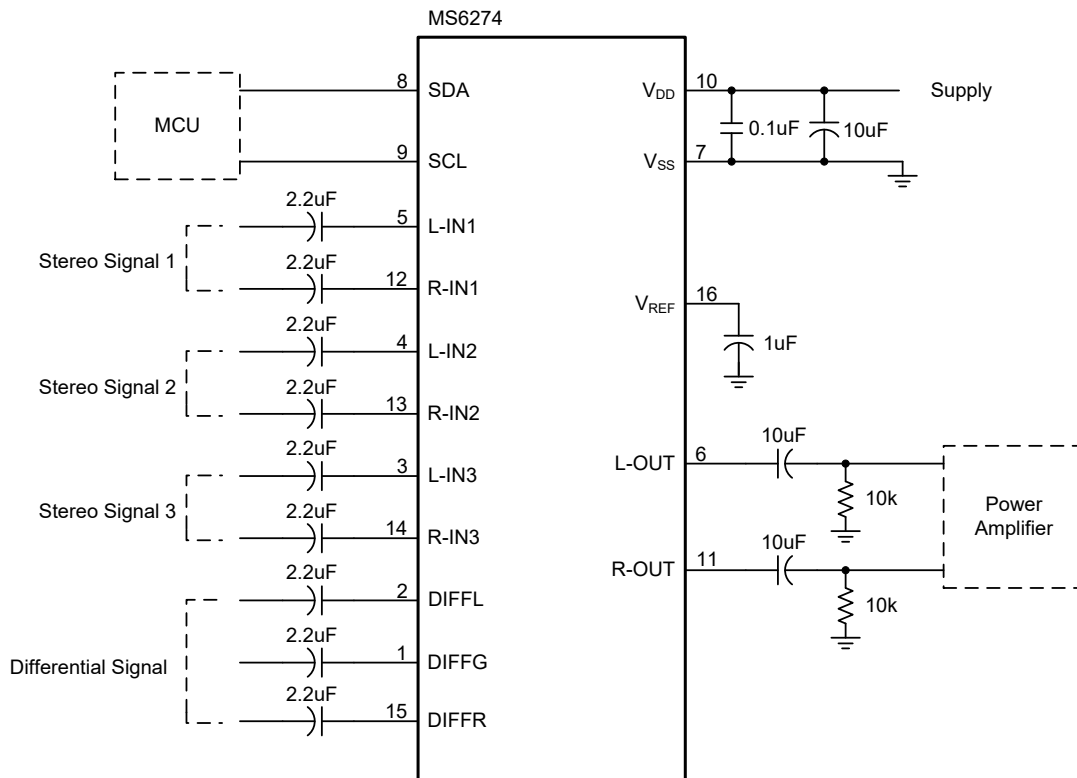 MS6274
MCU
8 SDA
9 SCL
V_DD 10 Supply
0.1uF 10uF
V_SS 7
2.2uF
5 L-IN1
Stereo Signal 1
2.2uF
12 R-IN1
2.2uF
4 L-IN2
Stereo Signal 2
2.2uF
13 R-IN2
2.2uF
3 L-IN3
Stereo Signal 3
2.2uF
14 R-IN3
2.2uF
2 DIFFL
2.2uF
Differential Signal
1 DIFFG
2.2uF
15 DIFFR
V_REF 16
1uF
10uF
L-OUT 6
10k
10uF
R-OUT 11
10k
Power
Amplifier